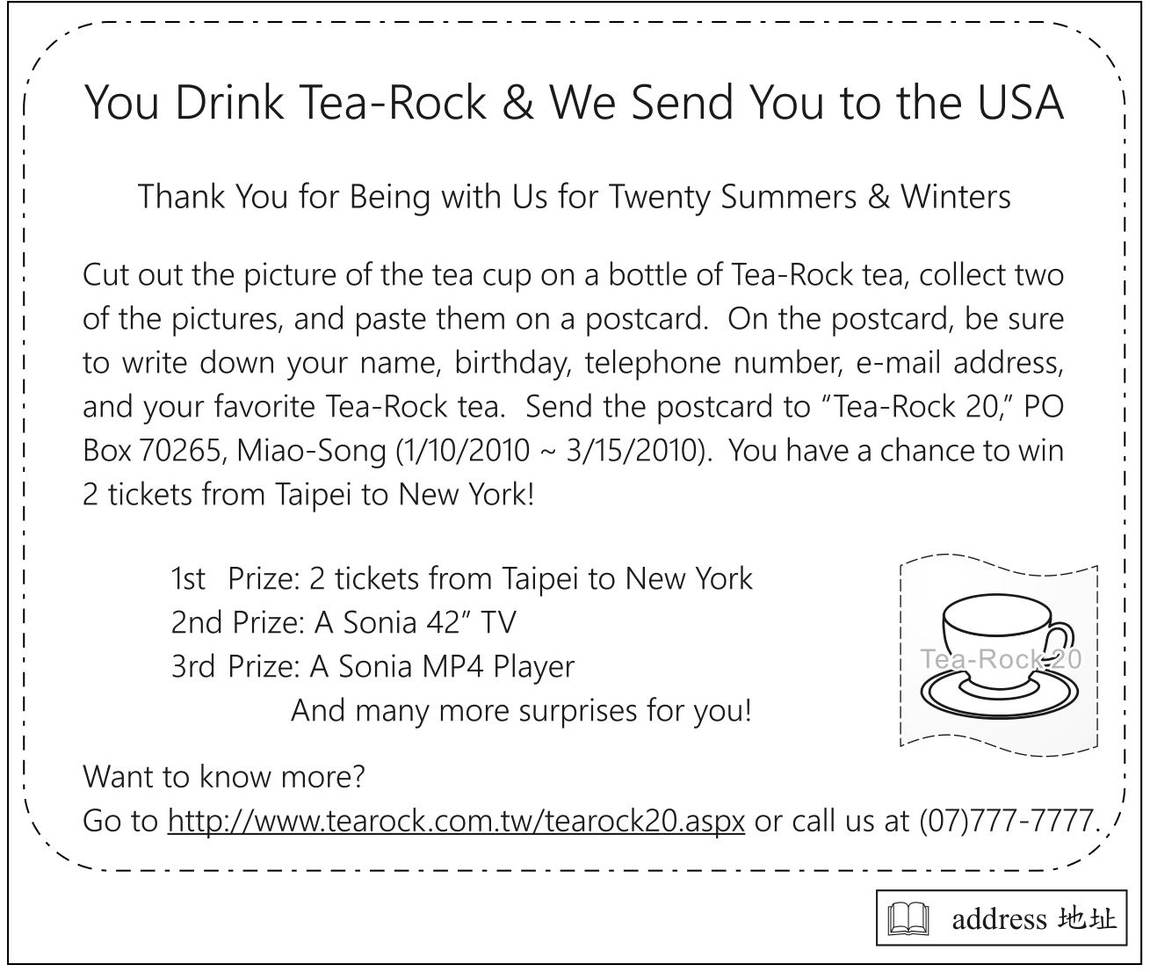 You Drink Tea-Rock & We Send You to the USA
Thank You for Being with Us for Twenty Summers & Winters
Cut out the picture of the tea cup on a bottle of Tea-Rock tea, collect two
of the pictures, and paste them on a postcard.  On the postcard, be sure
to write down your name, birthday, telephone number, e-mail address,
and your favorite Tea-Rock tea.  Send the postcard to “Tea-Rock 20,” PO
Box 70265, Miao-Song (1/10/2010 ~ 3/15/2010).  You have a chance to win
2 tickets from Taipei to New York!
1st  Prize: 2 tickets from Taipei to New York
2nd Prize: A Sonia 42” TV
3rd Prize: A Sonia MP4 Player
And many more surprises for you!
Tea-Rock 20
Want to know more?
Go to http://www.tearock.com.tw/tearock20.aspx or call us at (07)777-7777.
address 地址